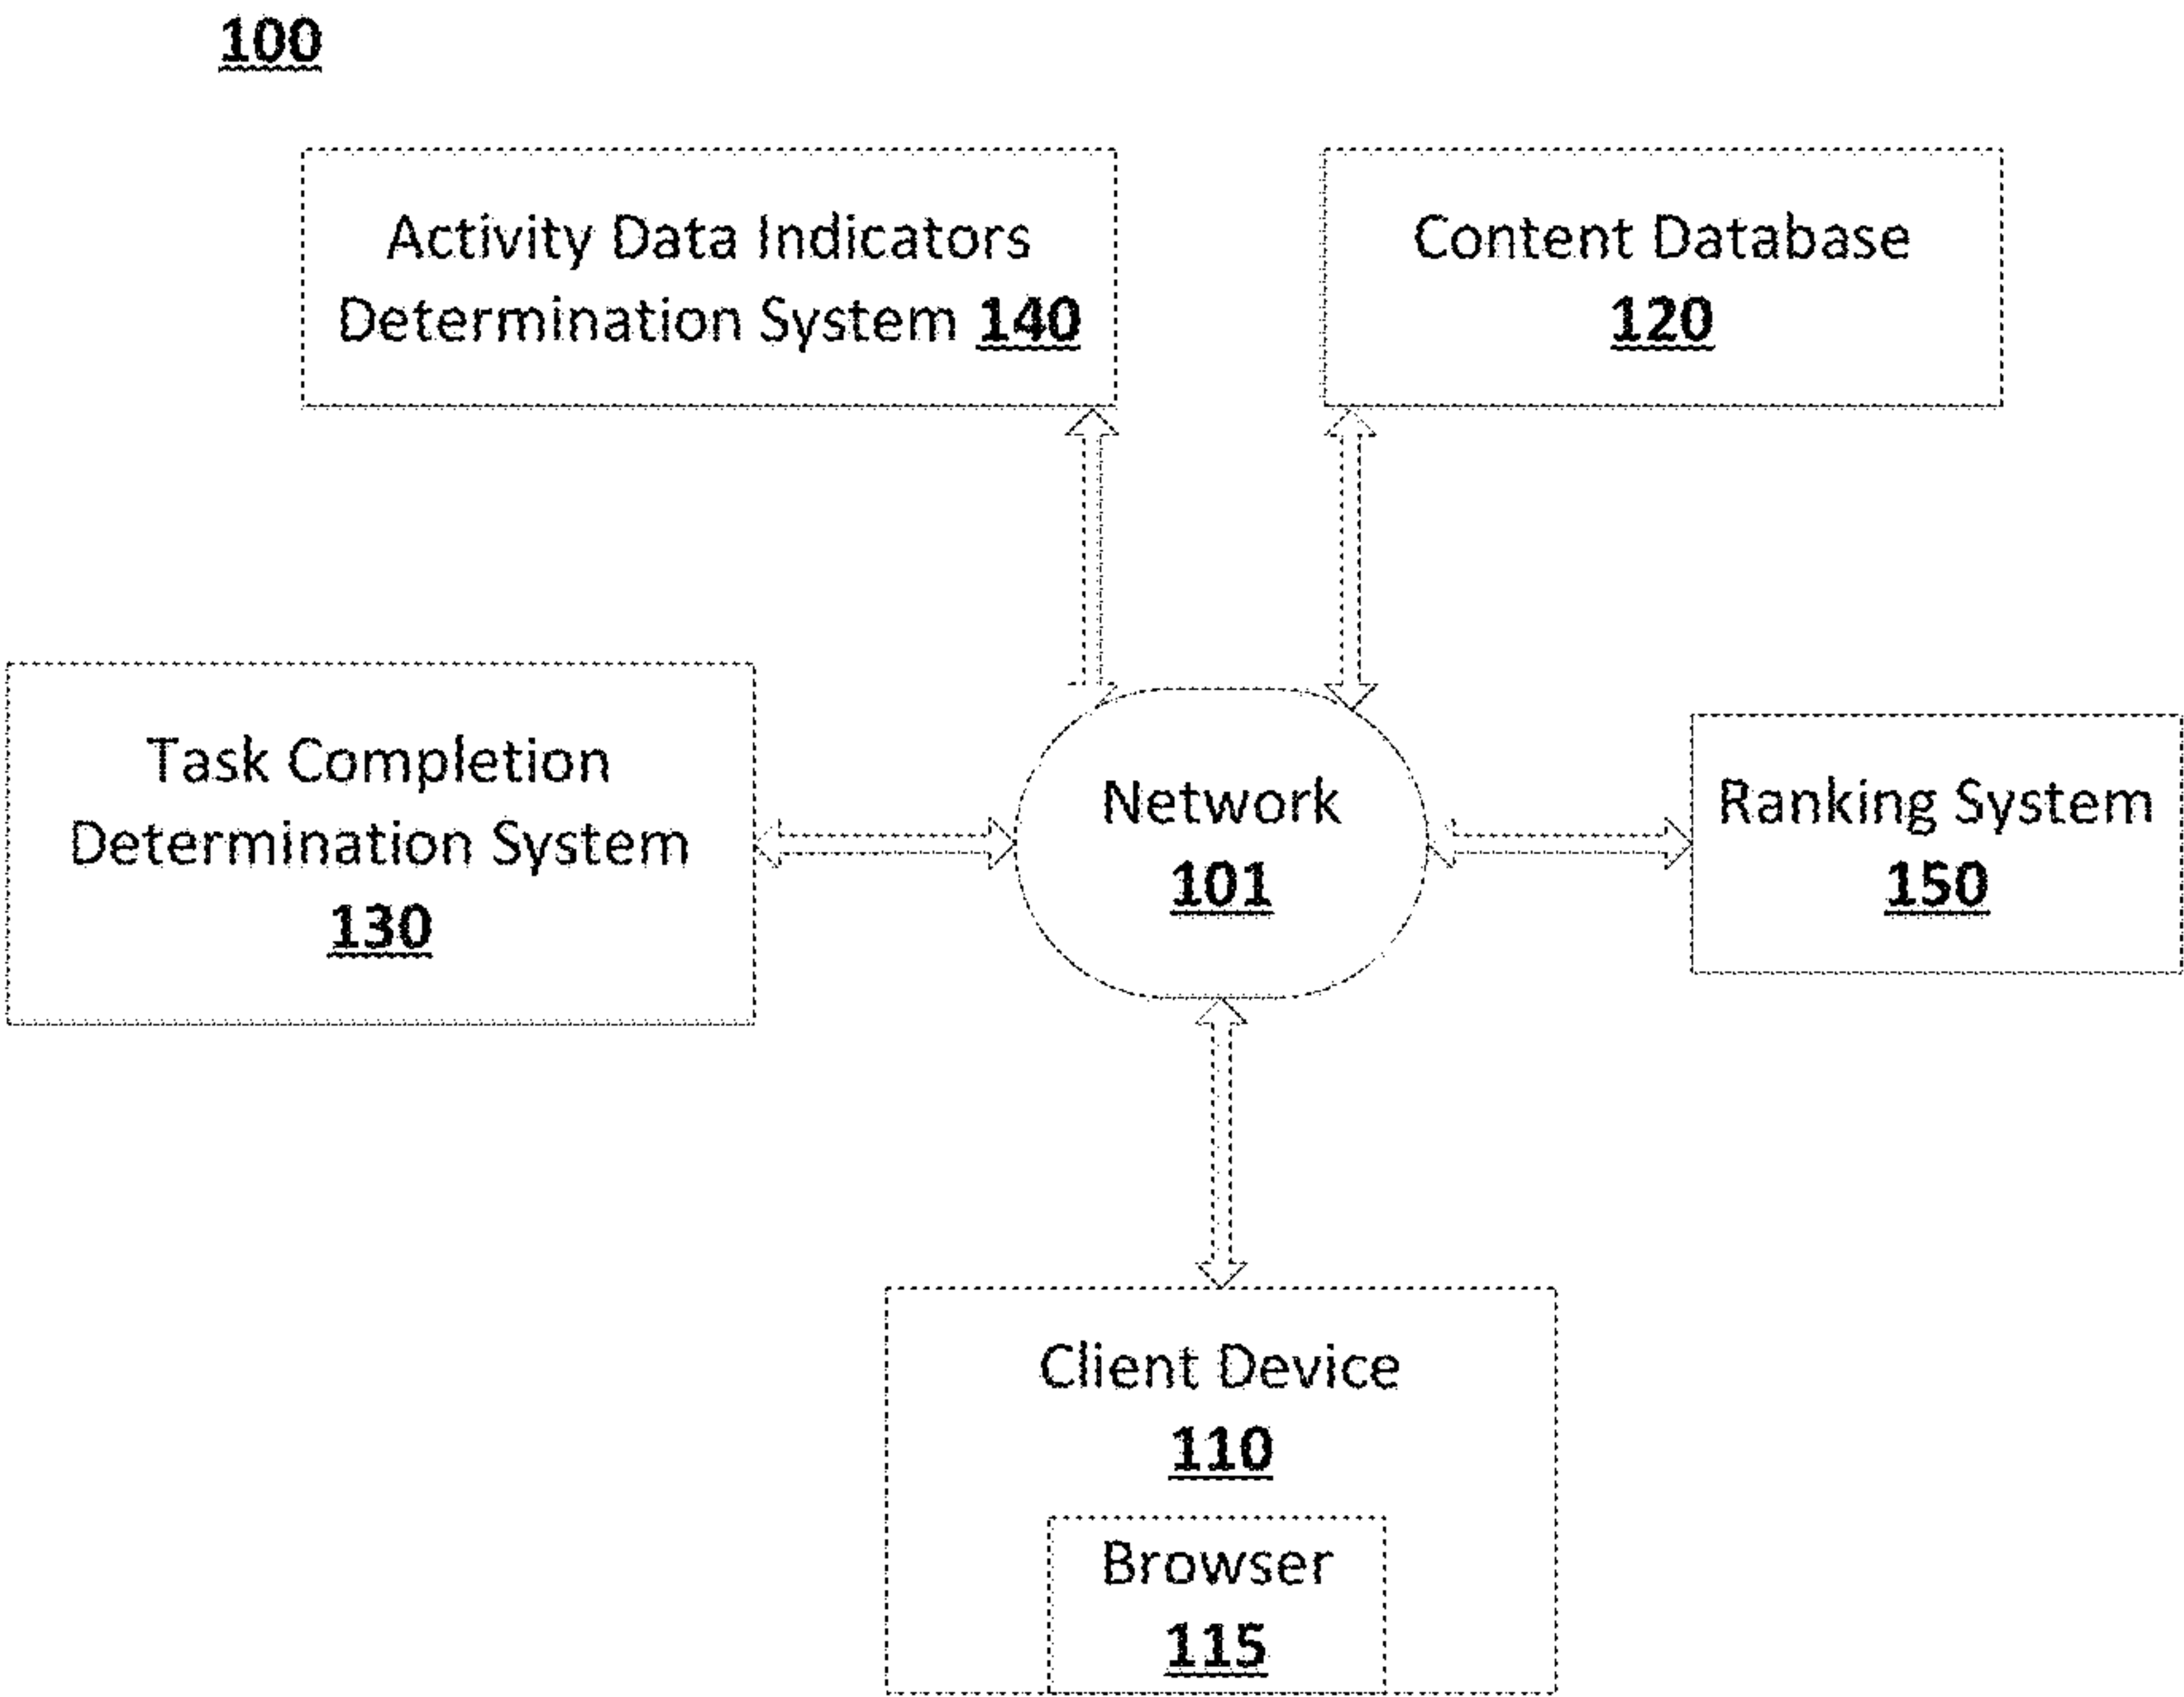 100
Activity Data Indicators
Determination System 140
Content Database
120
Task Completion
Determination System
130
Network
101
Ranking System
150
Client Device
110
Browser
115